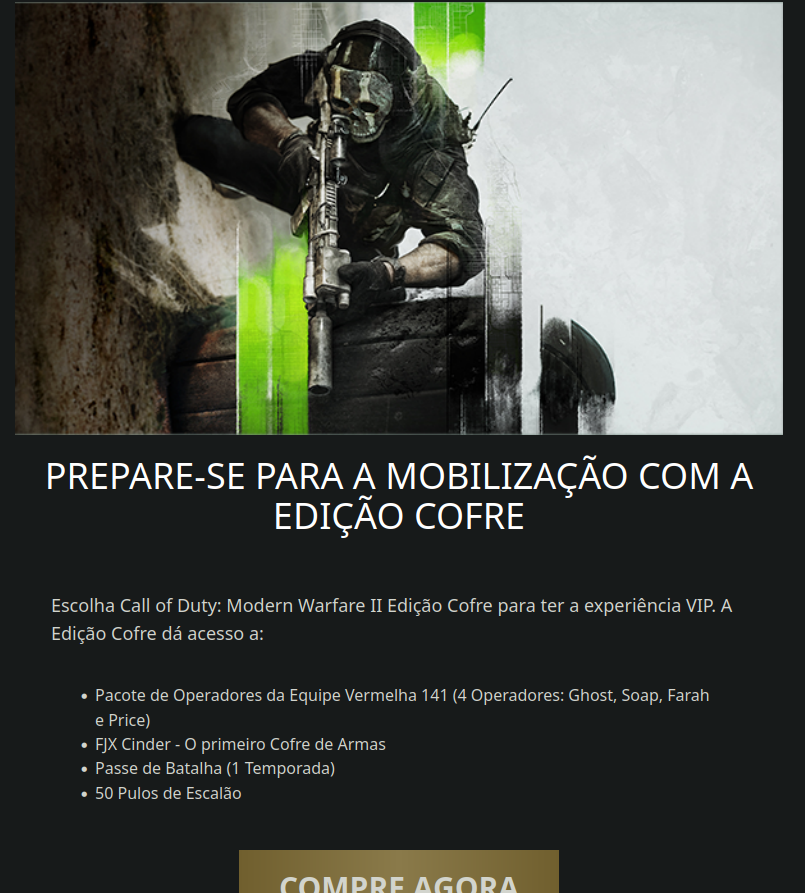 PREPARE-SE PARA A MOBILIZAÇÃO COM A
EDIÇÃO COFRE
Escolha Call of Duty: Modern Warfare II Edição Cofre para ter a experiência VIP. A
Edição Cofre dá acesso a:
• Pacote de Operadores da Equipe Vermelha 141 (4 Operadores: Ghost, Soap, Farah
e Price)
• FJX Cinder - O primeiro Cofre de Armas
• Passe de Batalha (1 Temporada)
• 50 Pulos de Escalão
COMPRE AGORA